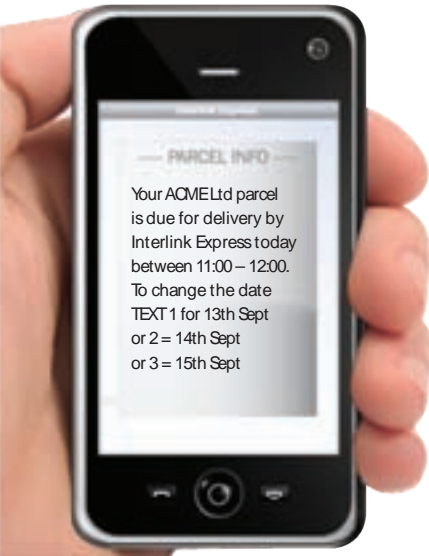 PARCEL INFO
Your ACME Ltd parcel
is due for delivery by
Interlink Express today
between 11:00 – 12:00.
To change the date
TEXT 1 for 13th Sept
or 2 = 14th Sept
or 3 = 15th Sept